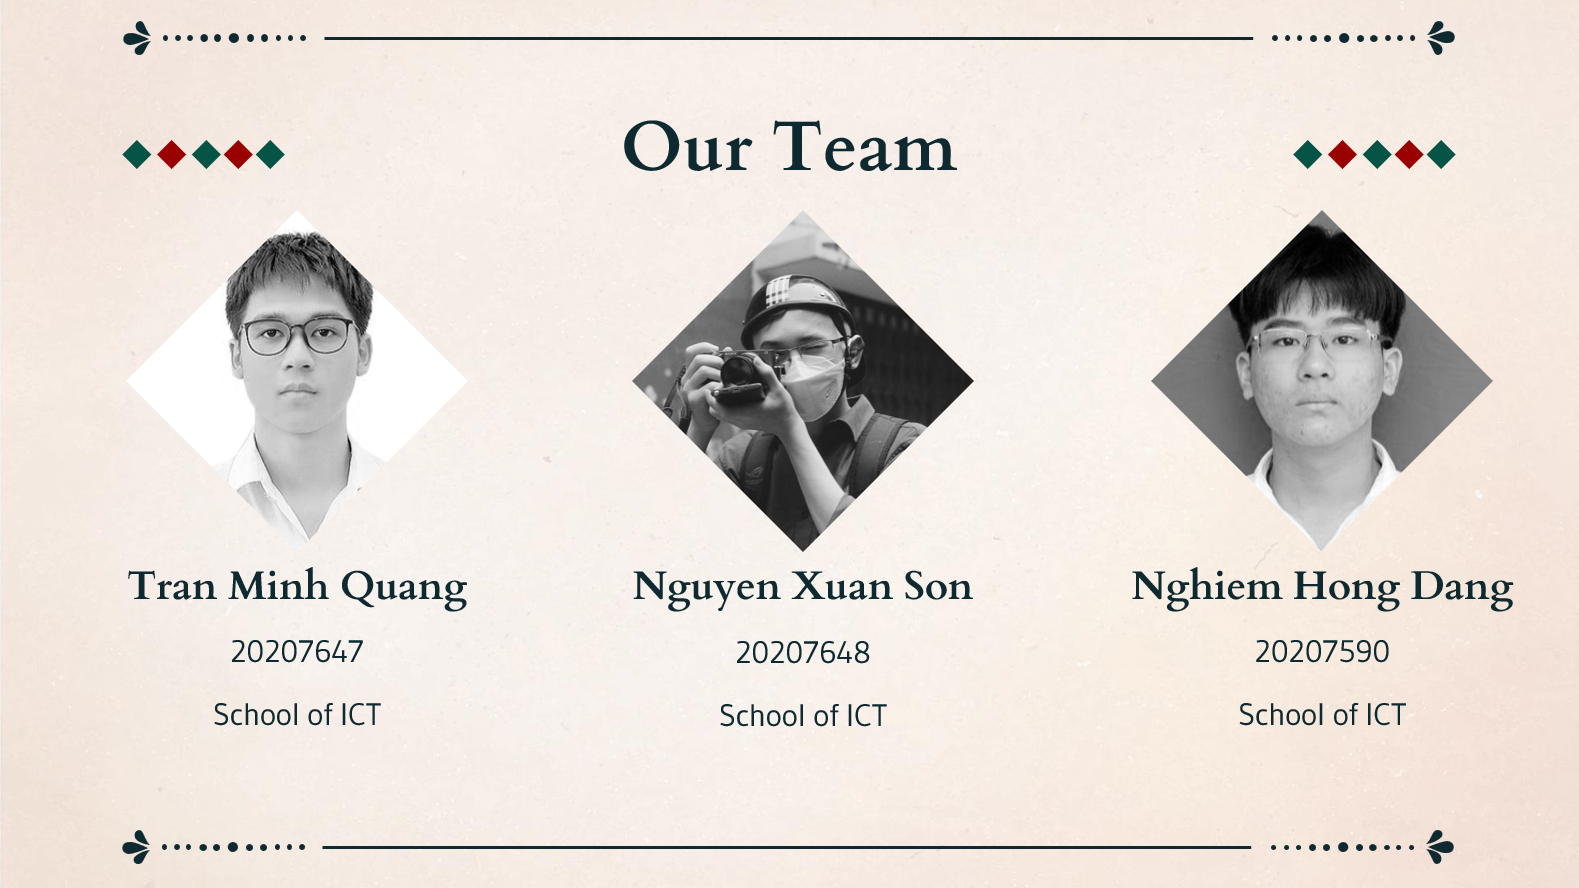 Our Team
Tran Minh Quang
20207647
School of ICT
Nguyen Xuan Son
20207648
School of ICT
Nghiem Hong Dang
20207590
School of ICT